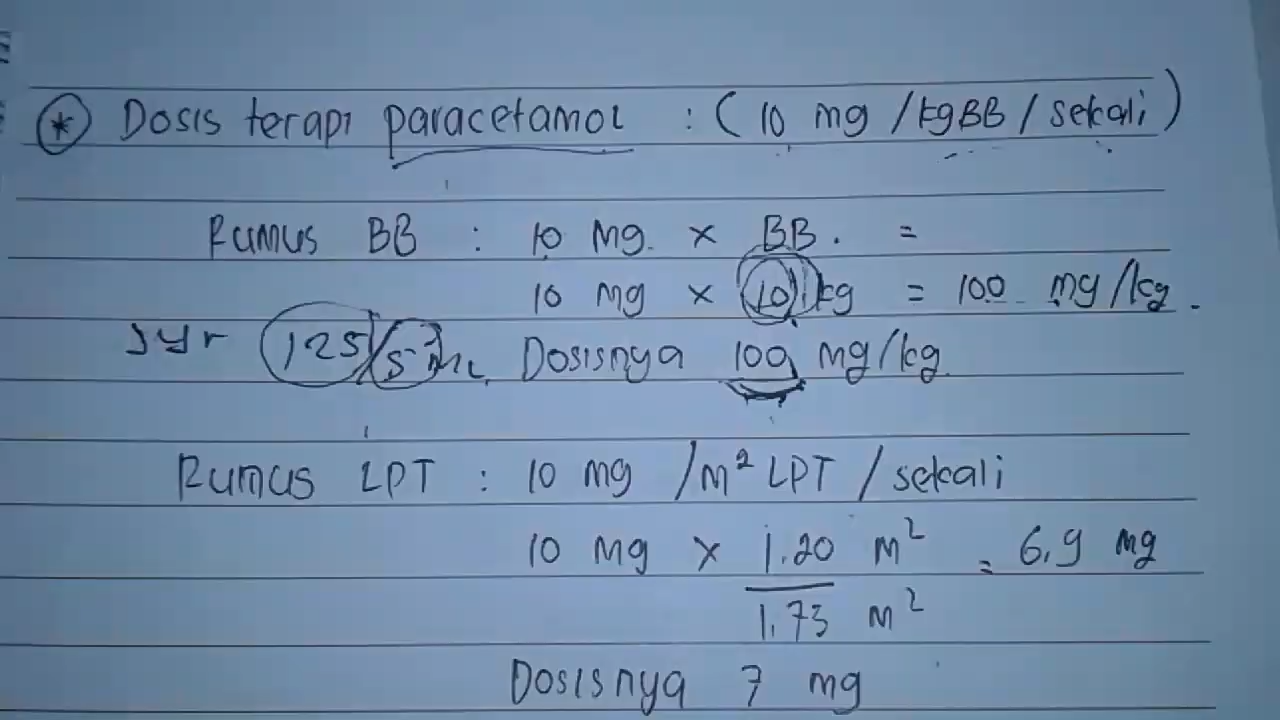 * Dosis terapi paracetamol : (10 mg /kgBB / sekali)
Rumus BB : 10 Mg. x BB. =
10 mg x 10 kg = 100 mg/kg.
syr 125/5 mL Dosisnya 100 mg/kg.
Rumus LPT : 10 mg /m² LPT / sekali
10 Mg x 1.20 m² = 6,9 mg
1.73 m²
Dosisnya 7 mg